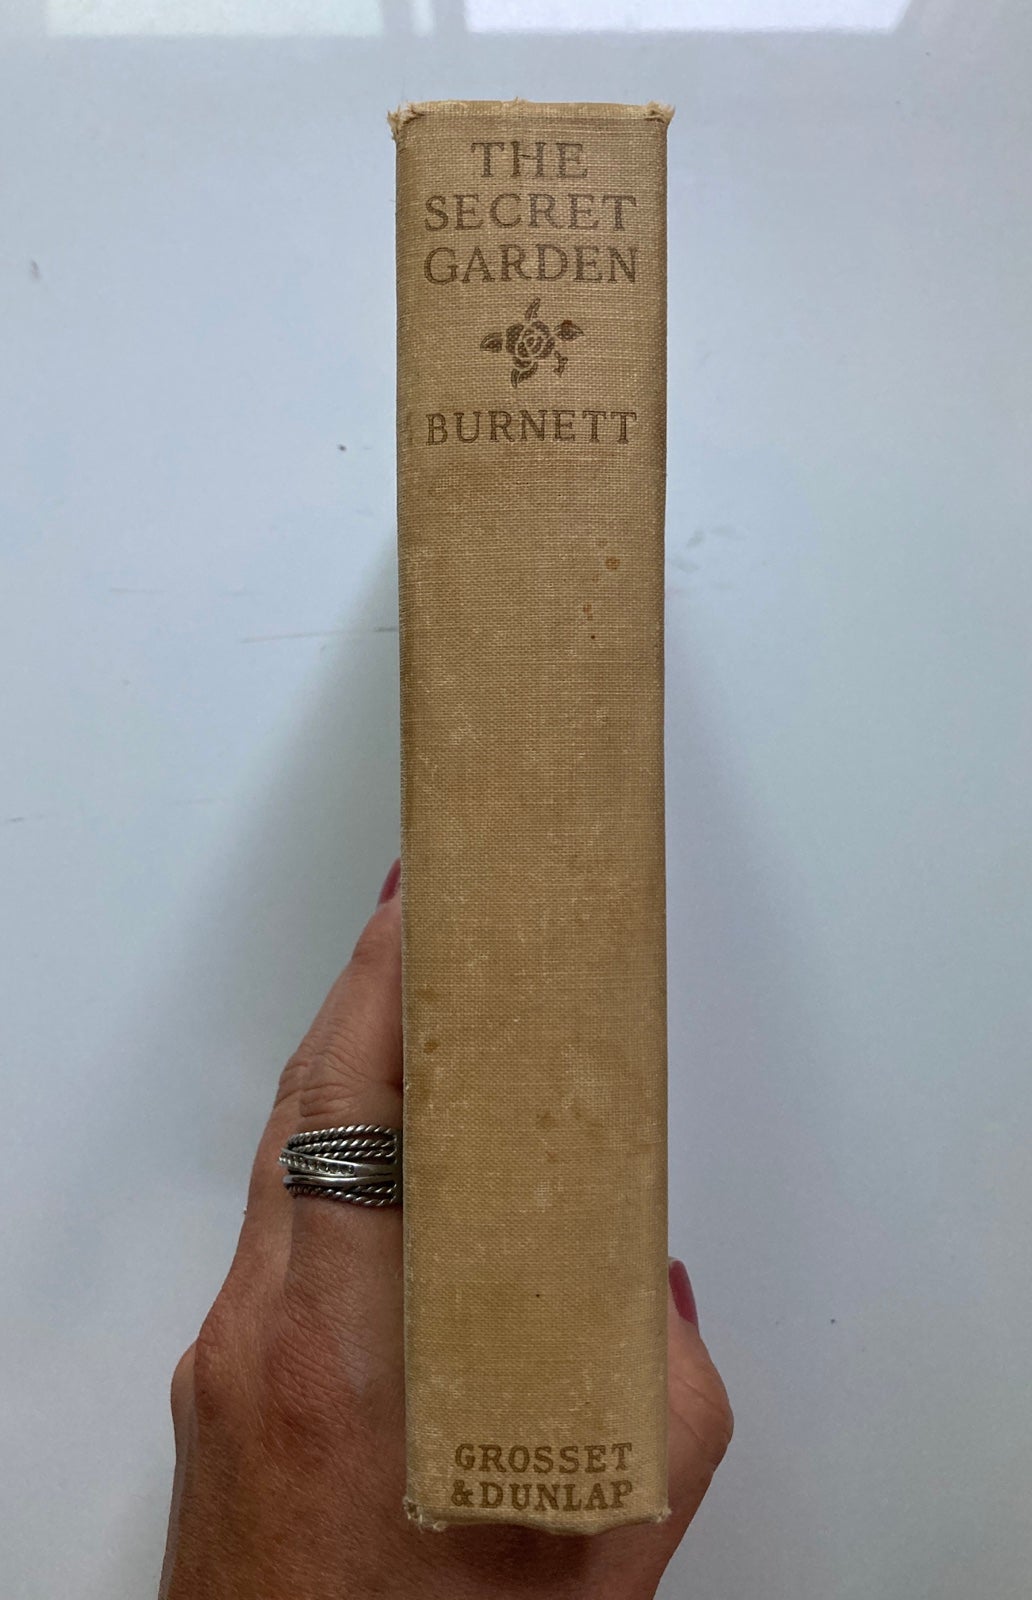 THE
SECRET
GARDEN
BURNETT
GROSSET
& DUNLAP